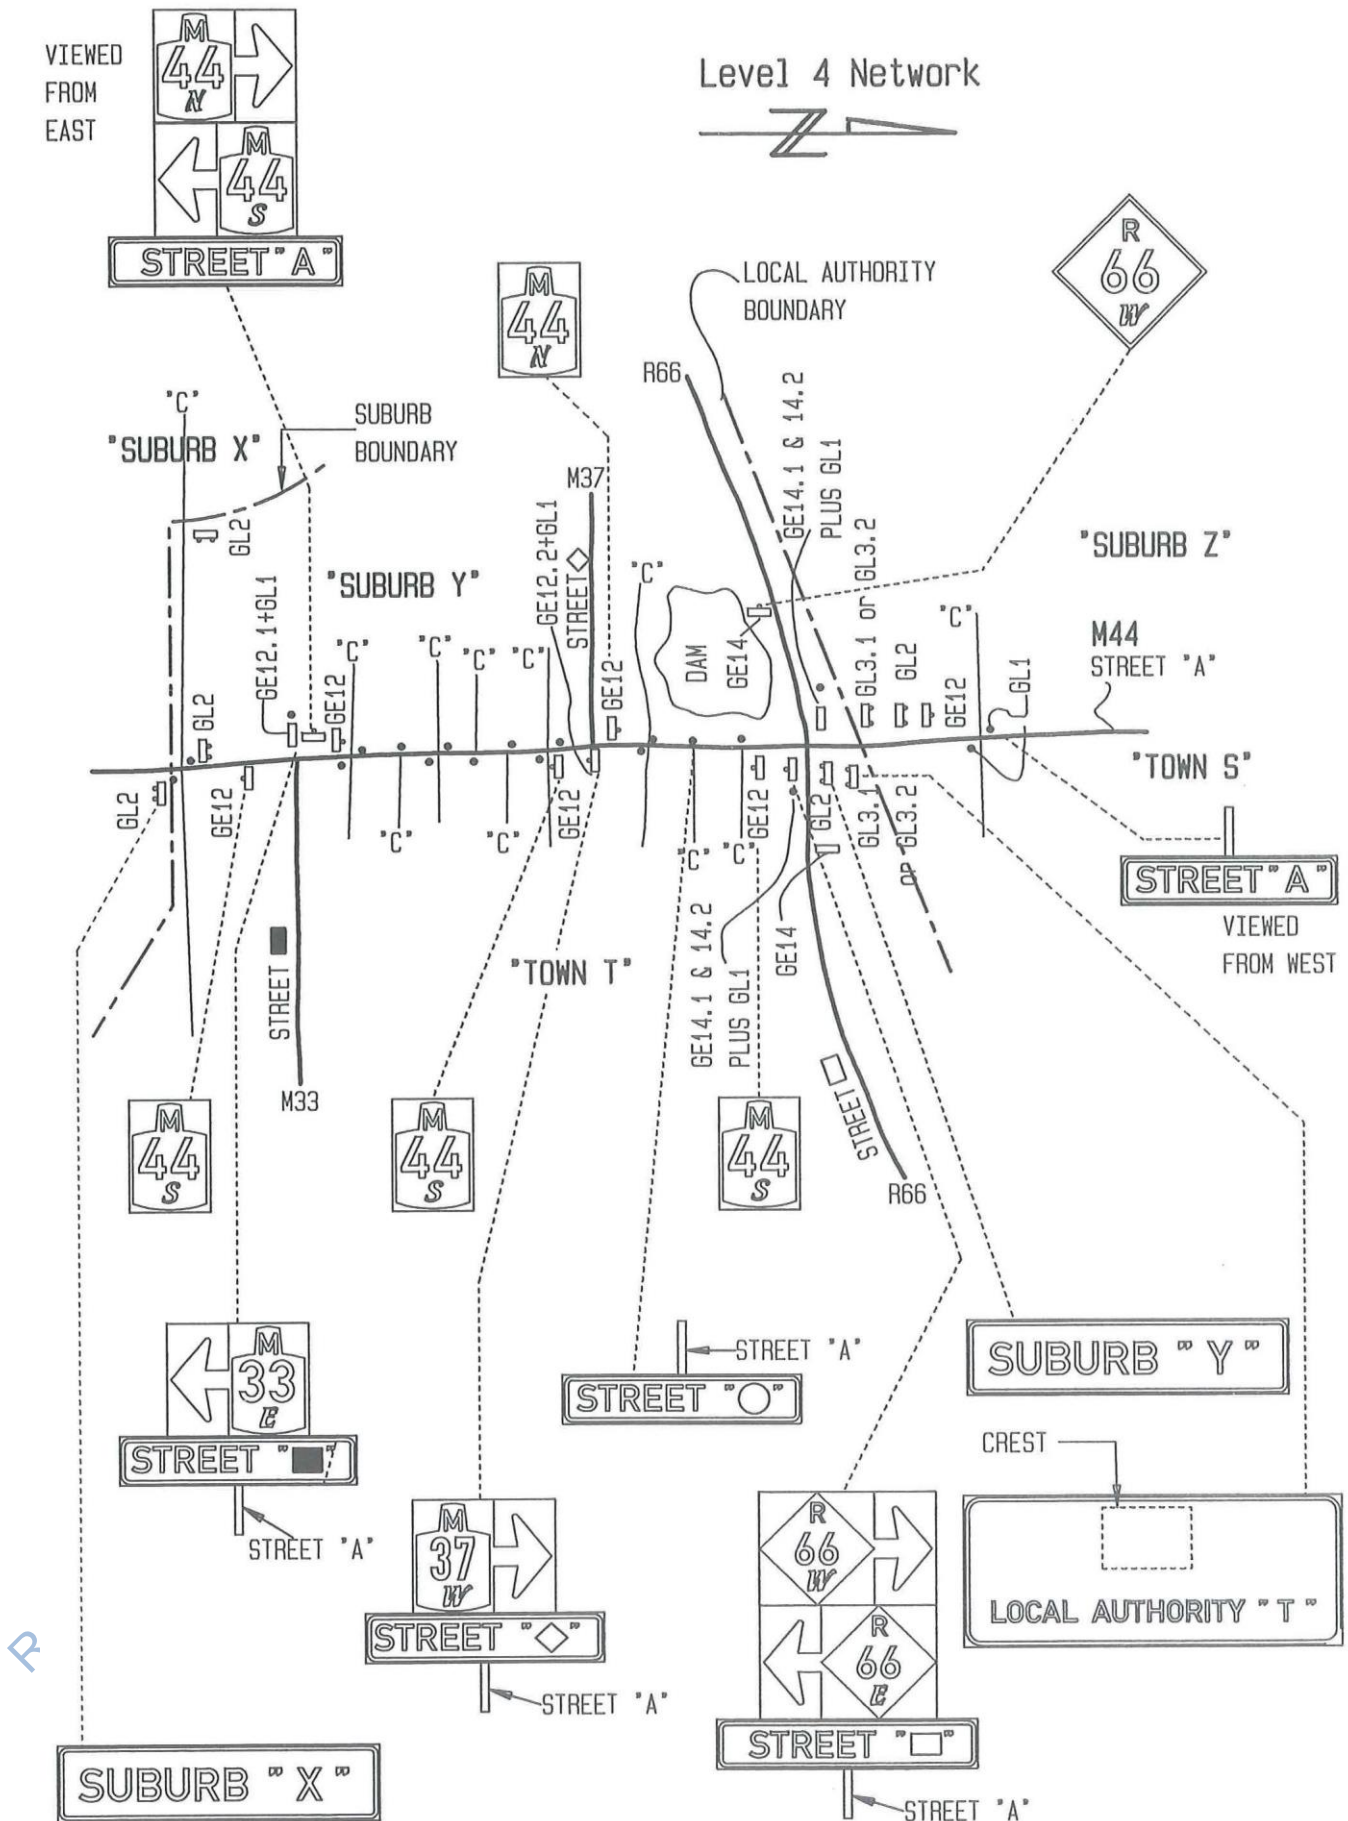 VIEWED
FROM
EAST
M
44
N
M
44
S
STREET "A"
Level 4 Network
M
44
N
LOCAL AUTHORITY
BOUNDARY
R
66
W
R66
"C"
SUBURB
BOUNDARY
"SUBURB X"
M37
GE14.1 & 14.2
PLUS GL1
GL2
"SUBURB Y"
GE12.1+GL1
GE12.2+GL1
STREET ◇
"C"
"SUBURB Z"
GL3.1 or GL3.2
GL2
GE12
"C"
GL1
M44
STREET "A"
DAM
GE14
GL2
GE12
"C"
"C"
"C"
"C"
GE12
"TOWN S"
GL2
GE12
"C"
"C"
GE12
"C"
"C"
GE12
GL2
GL3.1
OR GL3.2
STREET "A"
VIEWED
FROM WEST
STREET ■
"TOWN T"
GE14.1 & 14.2
PLUS GL1
GE14
M33
STREET □
R66
M
44
S
M
44
S
M
44
S
M
33
E
STREET "■"
STREET "A"
STREET "A"
STREET "○"
SUBURB "Y"
CREST
LOCAL AUTHORITY "T"
M
37
W
STREET "◇"
STREET "A"
R
66
W
R
66
E
STREET "□"
STREET "A"
R
SUBURB "X"